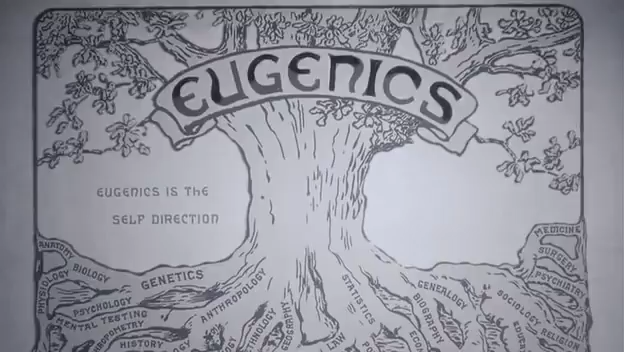 EUGENICS
EUGENICS IS THE
SELF DIRECTION
ANATOMY
PHYSIOLOGY
BIOLOGY
GENETICS
PSYCHOLOGY
MENTAL TESTING
HISTORY
ANTHROPOLOGY
GEOGRAPHY
LAW
STATISTICS
GENEALOGY
BIOGRAPHY
SOCIOLOGY
RELIGION
MEDICINE
SURGERY
PSYCHIATRY